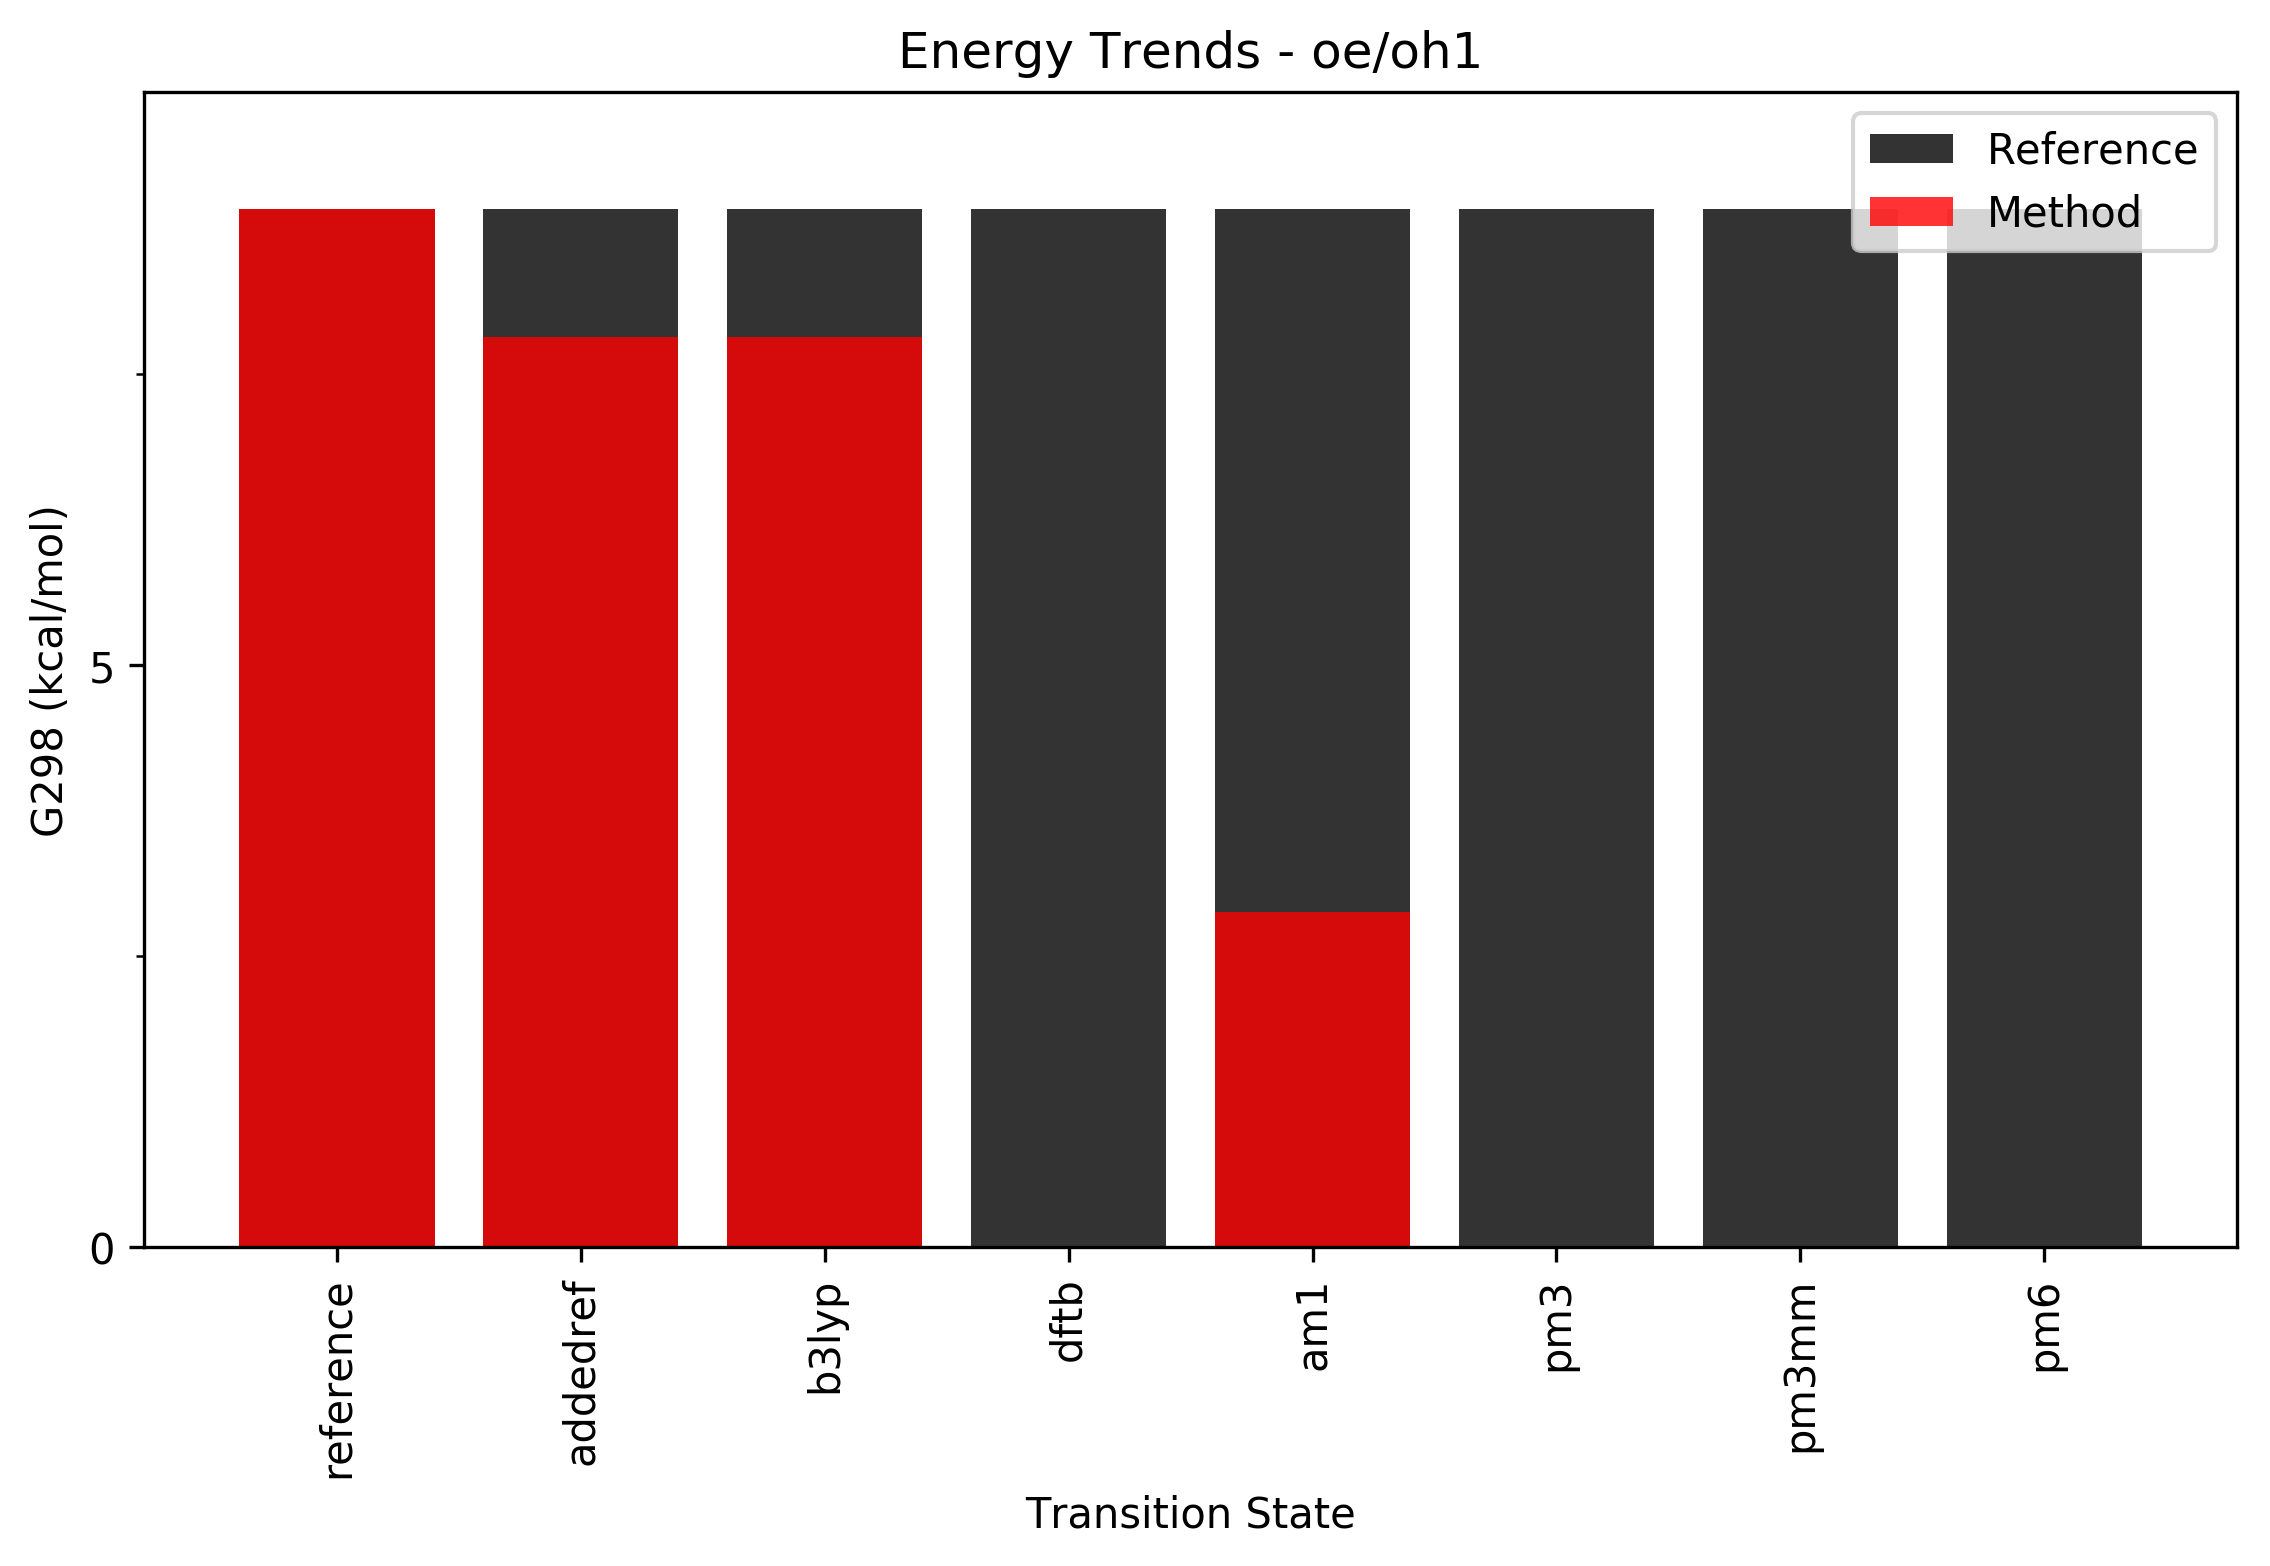 Energy Trends - oe/oh1
Reference
Method
G298 (kcal/mol)
5
0
reference
addedref
b3lyp
dftb
am1
pm3
pm3mm
pm6
Transition State